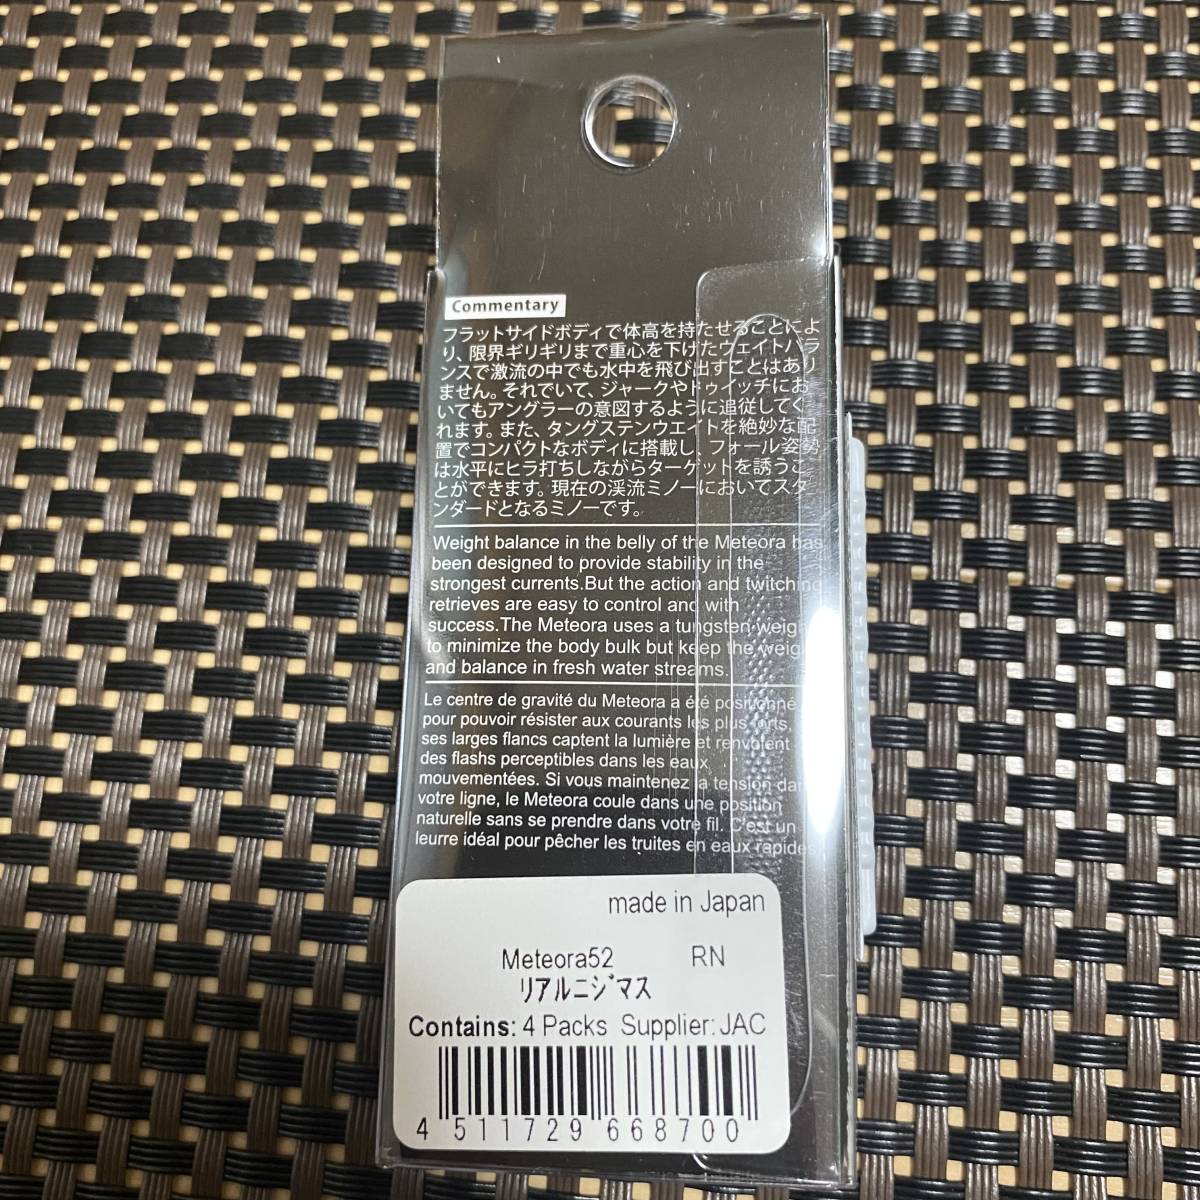 Commentary
フラットサイドボディで体高を持たせることによ
り、限界ギリギリまで重心を下げたウェイトバラ
ンスで激流の中でも水中を飛び出すことはあり
ません。それでいて、ジャークやトゥイッチにお
いてもアングラーの意図するように追従してく
れます。また、タングステンウエイトを絶妙な配
置でコンパクトなボディに搭載し、フォール姿勢
は水平にヒラ打ちしながらターゲットを誘うこ
とができます。現在の渓流ミノーにおいてスタ
ンダードとなるミノーです。
Weight balance in the belly of the Meteora has
been designed to provide stability in the
strongest currents.But the action and twitching
retrieves are easy to control and with
success.The Meteora uses a tungsten weigh
to minimize the body bulk but keep the weig
and balance in fresh water streams.
Le centre de gravité du Meteora a été positionné
pour pouvoir résister aux courants les plus forts,
ses larges flancs captent la lumière et renvoient
des flashs perceptibles dans les eaux
mouvementées. Si vous maintenez la tension dan
votre ligne, le Meteora coule dans une position
naturelle sans se prendre dans votre fil. C'est un
leurre idéal pour pêcher les truites en eaux rapides.
made in Japan
Meteora52 RN
ﾘｱﾙﾆｼﾞﾏｽ
Contains: 4 Packs Supplier: JAC
4 511729 668700